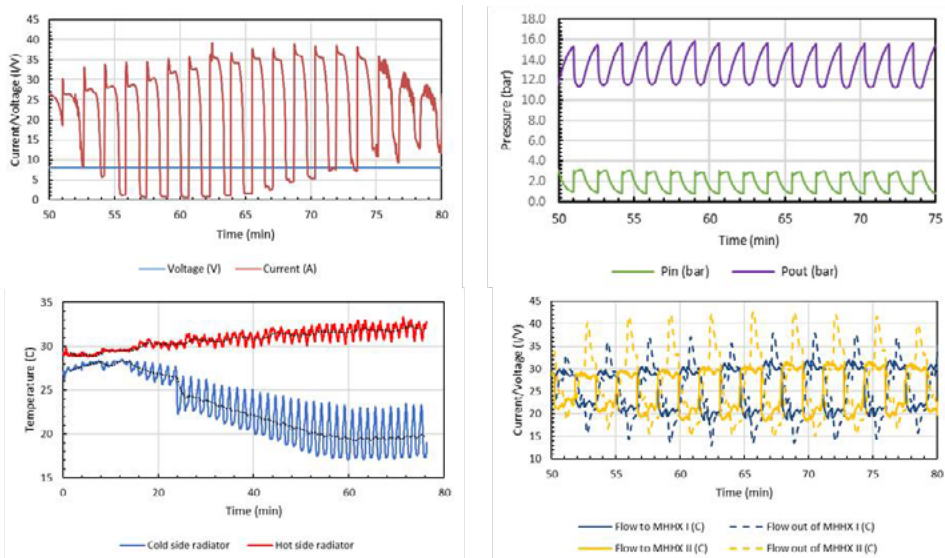 Current/Voltage (I/V)
45
40
35
30
25
20
15
10
5
0
50 55 60 65 70 75 80
Time (min)
Voltage (V) Current (A)
Pressure (bar)
18.0
16.0
14.0
12.0
10.0
8.0
6.0
4.0
2.0
0.0
50 55 60 65 70 75
Time (min)
Pin (bar) Pout (bar)
Temperature (C)
35
31
27
23
19
15
0 20 40 60 80
Time (min)
Cold side radiator Hot side radiator
Current/Voltage (I/V)
45
40
35
30
25
20
15
10
50 55 60 65 70 75 80
Time (min)
Flow to MHHX I (C) Flow out of MHHX I (C)
Flow to MHHX II (C) Flow out of MHHX II (C)